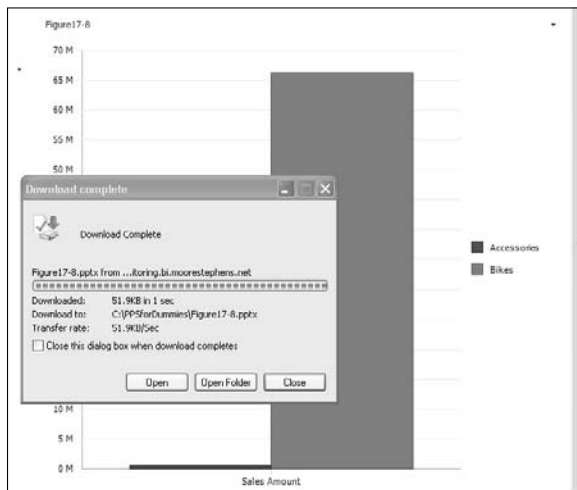 Figure17-8
70 M
65 M
60 M
55 M
50 M
Download complete
Download Complete
Figure17-8.pptx from ...itoring.bi.moorestephens.net
Downloaded: 51.9KB in 1 sec
Download to: C:\PPSforDummies\Figure17-8.pptx
Transfer rate: 51.9KB/Sec
Close this dialog box when download completes
Open Open Folder Close
Accessories
Bikes
10 M
5 M
0 M
Sales Amount